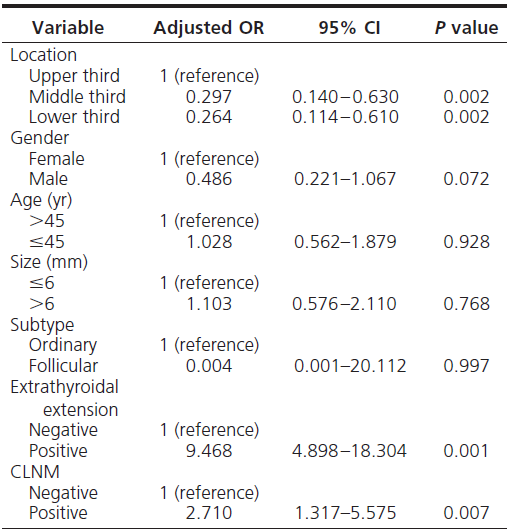 Variable Adjusted OR 95% CI P value
Location
Upper third 1 (reference)
Middle third 0.297 0.140–0.630 0.002
Lower third 0.264 0.114–0.610 0.002
Gender
Female 1 (reference)
Male 0.486 0.221–1.067 0.072
Age (yr)
>45 1 (reference)
≤45 1.028 0.562–1.879 0.928
Size (mm)
≤6 1 (reference)
>6 1.103 0.576–2.110 0.768
Subtype
Ordinary 1 (reference)
Follicular 0.004 0.001–20.112 0.997
Extrathyroidal
extension
Negative 1 (reference)
Positive 9.468 4.898–18.304 0.001
CLNM
Negative 1 (reference)
Positive 2.710 1.317–5.575 0.007